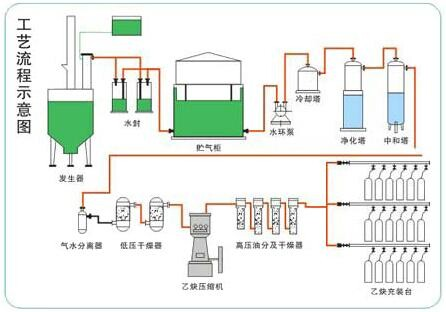 工艺流程示意图
发生器
水封
贮气柜
水环泵
冷却塔
净化塔
中和塔
气水分离器
低压干燥器
乙炔压缩机
高压油分及干燥器
乙炔充装台